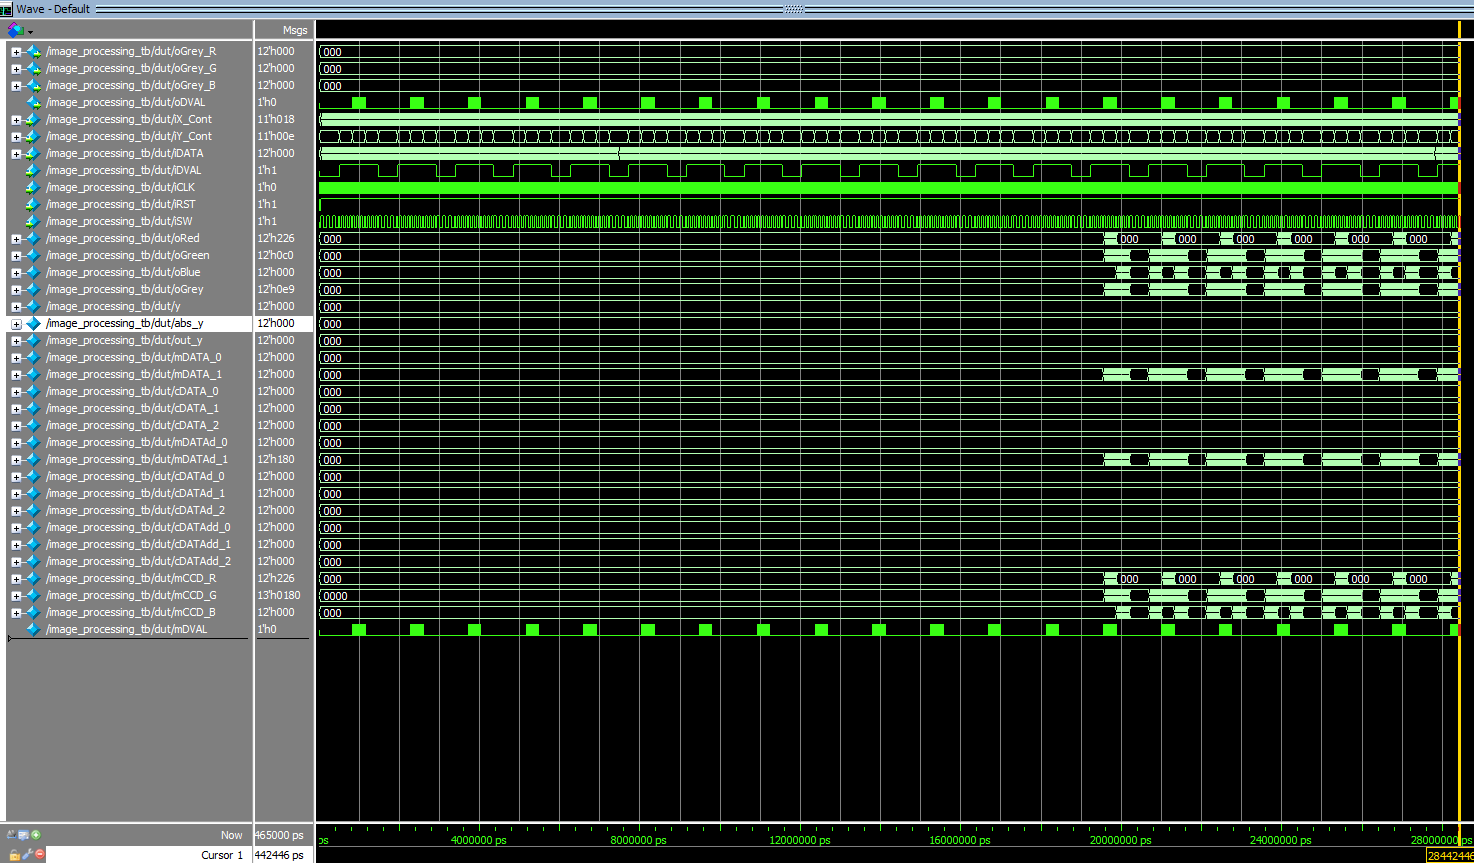 Wave - Default
Msgs
/image_processing_tb/dut/oGrey_R 12'h000 000
/image_processing_tb/dut/oGrey_G 12'h000 000
/image_processing_tb/dut/oGrey_B 12'h000 000
/image_processing_tb/dut/oDVAL 1'h0
/image_processing_tb/dut/iX_Cont 11'h018
/image_processing_tb/dut/iY_Cont 11'h00e
/image_processing_tb/dut/iDATA 12'h000
/image_processing_tb/dut/iDVAL 1'h1
/image_processing_tb/dut/iCLK 1'h0
/image_processing_tb/dut/iRST 1'h1
/image_processing_tb/dut/iSW 1'h1
/image_processing_tb/dut/oRed 12'h226 000 000 000 000 000 000 000
/image_processing_tb/dut/oGreen 12'h0c0 000
/image_processing_tb/dut/oBlue 12'h000 000
/image_processing_tb/dut/oGrey 12'h0e9 000
/image_processing_tb/dut/y 12'h000 000
/image_processing_tb/dut/abs_y 12'h000 000
/image_processing_tb/dut/out_y 12'h000 000
/image_processing_tb/dut/mDATA_0 12'h000 000
/image_processing_tb/dut/mDATA_1 12'h000 000
/image_processing_tb/dut/cDATA_0 12'h000 000
/image_processing_tb/dut/cDATA_1 12'h000 000
/image_processing_tb/dut/cDATA_2 12'h000 000
/image_processing_tb/dut/mDATAd_0 12'h000 000
/image_processing_tb/dut/mDATAd_1 12'h180 000
/image_processing_tb/dut/cDATAd_0 12'h000 000
/image_processing_tb/dut/cDATAd_1 12'h000 000
/image_processing_tb/dut/cDATAd_2 12'h000 000
/image_processing_tb/dut/cDATAdd_0 12'h000 000
/image_processing_tb/dut/cDATAdd_1 12'h000 000
/image_processing_tb/dut/cDATAdd_2 12'h000 000
/image_processing_tb/dut/mCCD_R 12'h226 000 000 000 000 000 000 000
/image_processing_tb/dut/mCCD_G 13'h0180 0000
/image_processing_tb/dut/mCCD_B 12'h000 000
/image_processing_tb/dut/mDVAL 1'h0
Now 465000 ps ps 4000000 ps 8000000 ps 12000000 ps 16000000 ps 20000000 ps 24000000 ps 28000000 ps
Cursor 1 442446 ps 28442446